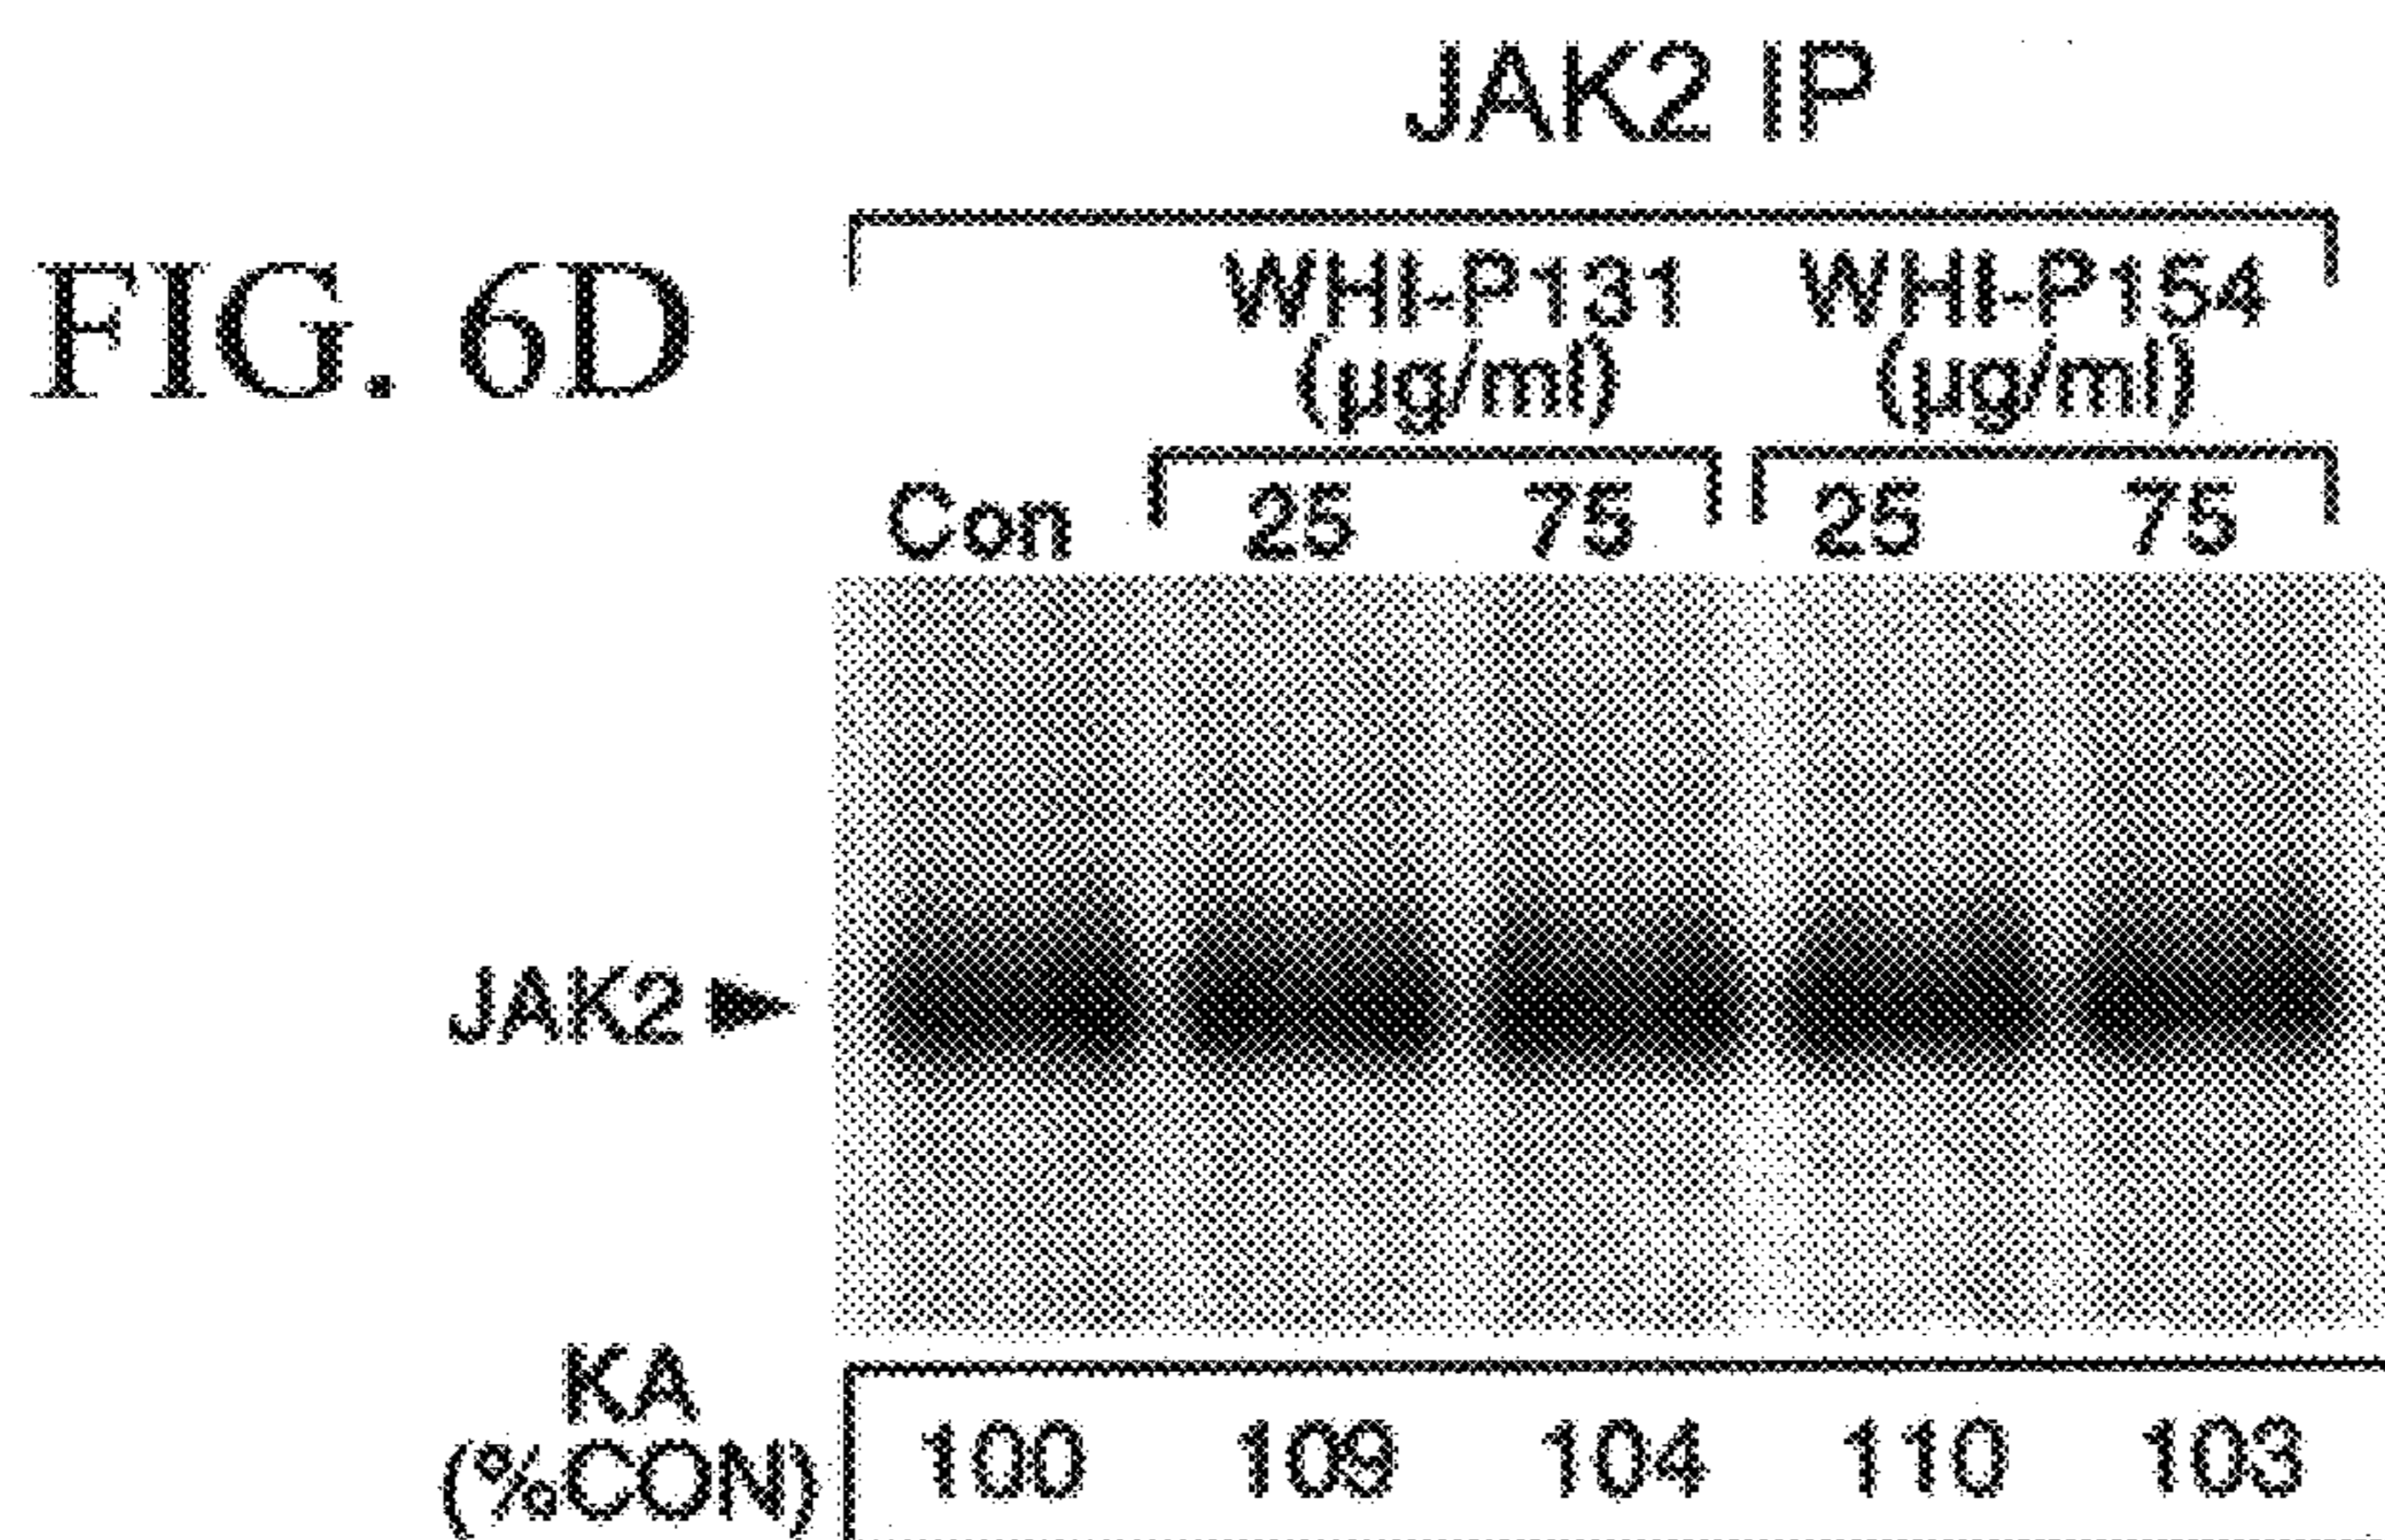 JAK2 IP
FIG. 6D
WHI-P131 WHI-P154
(µg/ml) (µg/ml)
Con 25 75 25 75
JAK2
KA
(%CON) 100 109 104 110 103